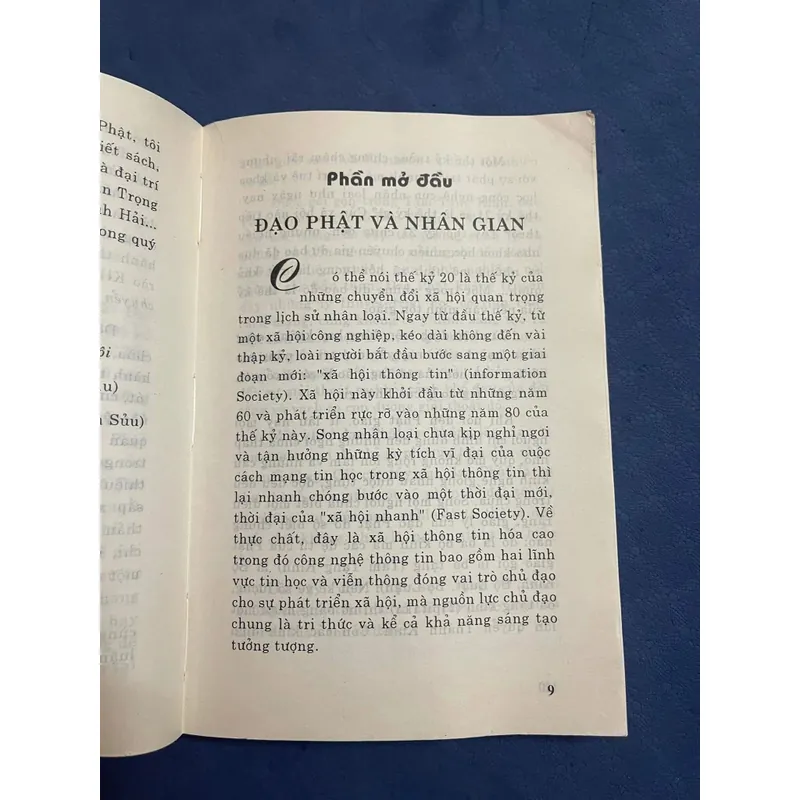 Phật, tôi
iết sách,
à đại trí
n Trọng
h Hải...
ong quý
ôi
u)
n Sủu)
Phần mở đầu
ĐẠO PHẬT VÀ NHÂN GIAN
Có thể nói thế kỷ 20 là thế kỷ của
những chuyển đổi xã hội quan trọng
trong lịch sử nhân loại. Ngay từ đầu thế kỷ, từ
một xã hội công nghiệp, kéo dài không đến vài
thập kỷ, loài người bắt đầu bước sang một giai
đoạn mới: "xã hội thông tin" (information
Society). Xã hội này khởi đầu từ những năm
60 và phát triển rực rỡ vào những năm 80 của
thế kỷ này. Song nhân loại chưa kịp nghỉ ngơi
và tận hưởng những kỳ tích vĩ đại của cuộc
cách mạng tin học trong xã hội thông tin thì
lại nhanh chóng bước vào một thời đại mới,
thời đại của "xã hội nhanh" (Fast Society). Về
thực chất, đây là xã hội thông tin hóa cao
trong đó công nghệ thông tin bao gồm hai lĩnh
vực tin học và viễn thông đóng vai trò chủ đạo
cho sự phát triển xã hội, mà nguồn lực chủ đạo
chung là tri thức và kể cả khả năng sáng tạo
tưởng tượng.
9